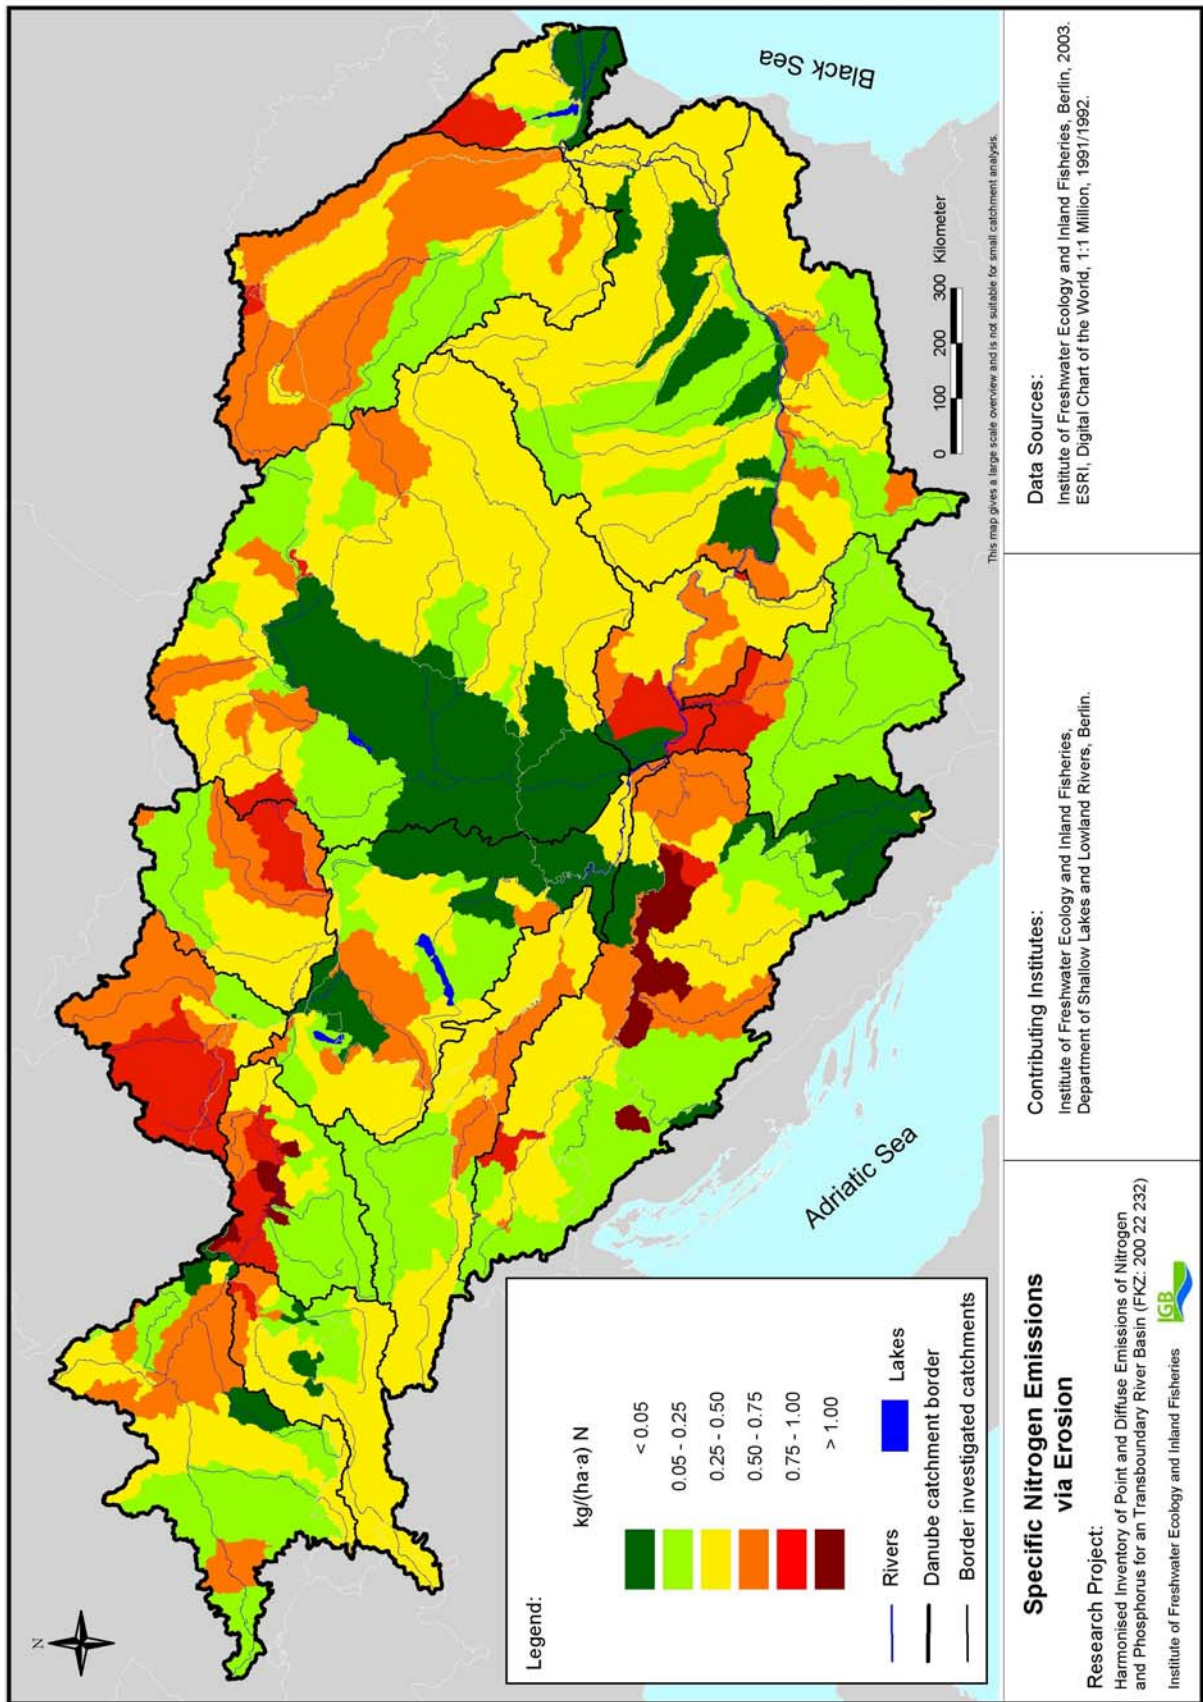 N
Black Sea
Adriatic Sea
0 100 200 300 Kilometer
This map gives a large scale overview and is not suitable for small catchment analysis.
Legend:
kg/(ha·a) N
< 0.05
0.05 - 0.25
0.25 - 0.50
0.50 - 0.75
0.75 - 1.00
> 1.00
Rivers
Lakes
Danube catchment border
Border investigated catchments
Specific Nitrogen Emissions
via Erosion
Research Project:
Harmonised Inventory of Point and Diffuse Emissions of Nitrogen
and Phosphorus for an Transboundary River Basin (FKZ: 200 22 232)
Institute of Freshwater Ecology and Inland Fisheries
IGB
Contributing Institutes:
Institute of Freshwater Ecology and Inland Fisheries,
Department of Shallow Lakes and Lowland Rivers, Berlin.
Data Sources:
Institute of Freshwater Ecology and Inland Fisheries, Berlin, 2003.
ESRI, Digital Chart of the World, 1:1 Million, 1991/1992.